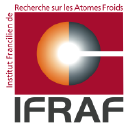 Recherche sur les Atomes Froids
Institut Francilien de
IFRAF